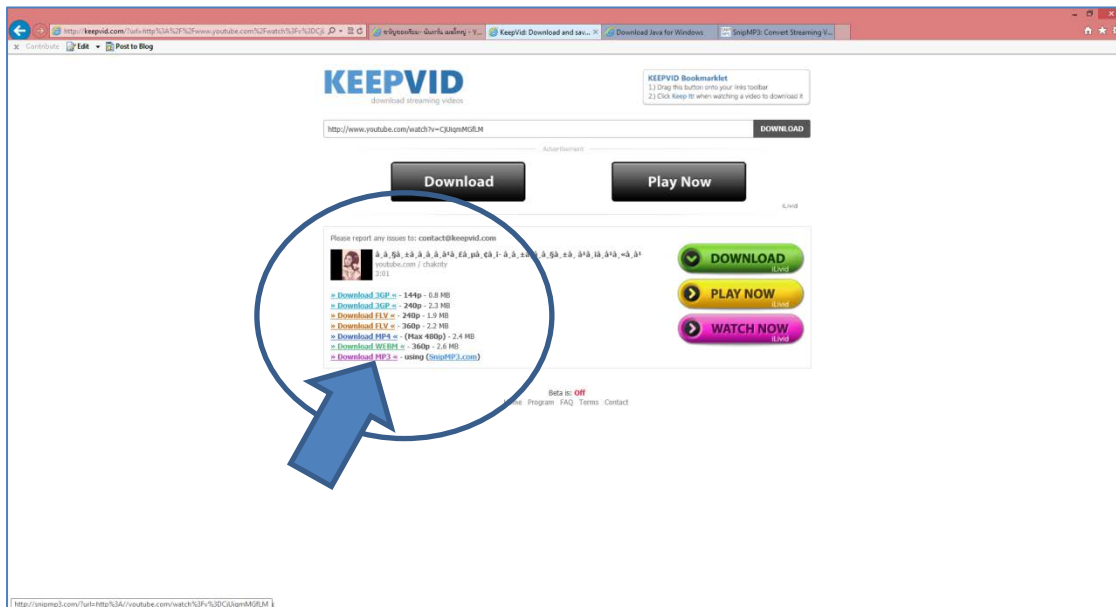 http://keepvid.com/?url=http%3A%2F%2Fwww.youtube.com%2Fwatch%3Fv%3DCjl
KeepVid: Download and sav...
Download Java for Windows
SnipMP3: Convert Streaming V...
x Contribute Edit Post to Blog
KEEPVID
download streaming videos
KEEPVID Bookmarklet
1.) Drag this button onto your links toolbar
2.) Click Keep It! when watching a video to download it
http://www.youtube.com/watch?v=CjUiqmMGfLM
DOWNLOAD
Advertisement
Download
Play Now
iLivid
Please report any issues to: contact@keepvid.com
youtube.com / chakrity
2:01
» Download 3GP « - 144p - 0.8 MB
» Download 3GP « - 240p - 2.3 MB
» Download FLV « - 240p - 1.9 MB
» Download FLV « - 360p - 2.2 MB
» Download MP4 « - (Max 480p) - 2.4 MB
» Download WEBM « - 360p - 2.6 MB
» Download MP3 « - using (SnipMP3.com)
DOWNLOAD
iLivid
PLAY NOW
iLivid
WATCH NOW
iLivid
Beta is: Off
Program FAQ Terms Contact
http://snipmp3.com/?url=http%3A//youtube.com/watch%3Fv%3DCjUiqmMGfLM